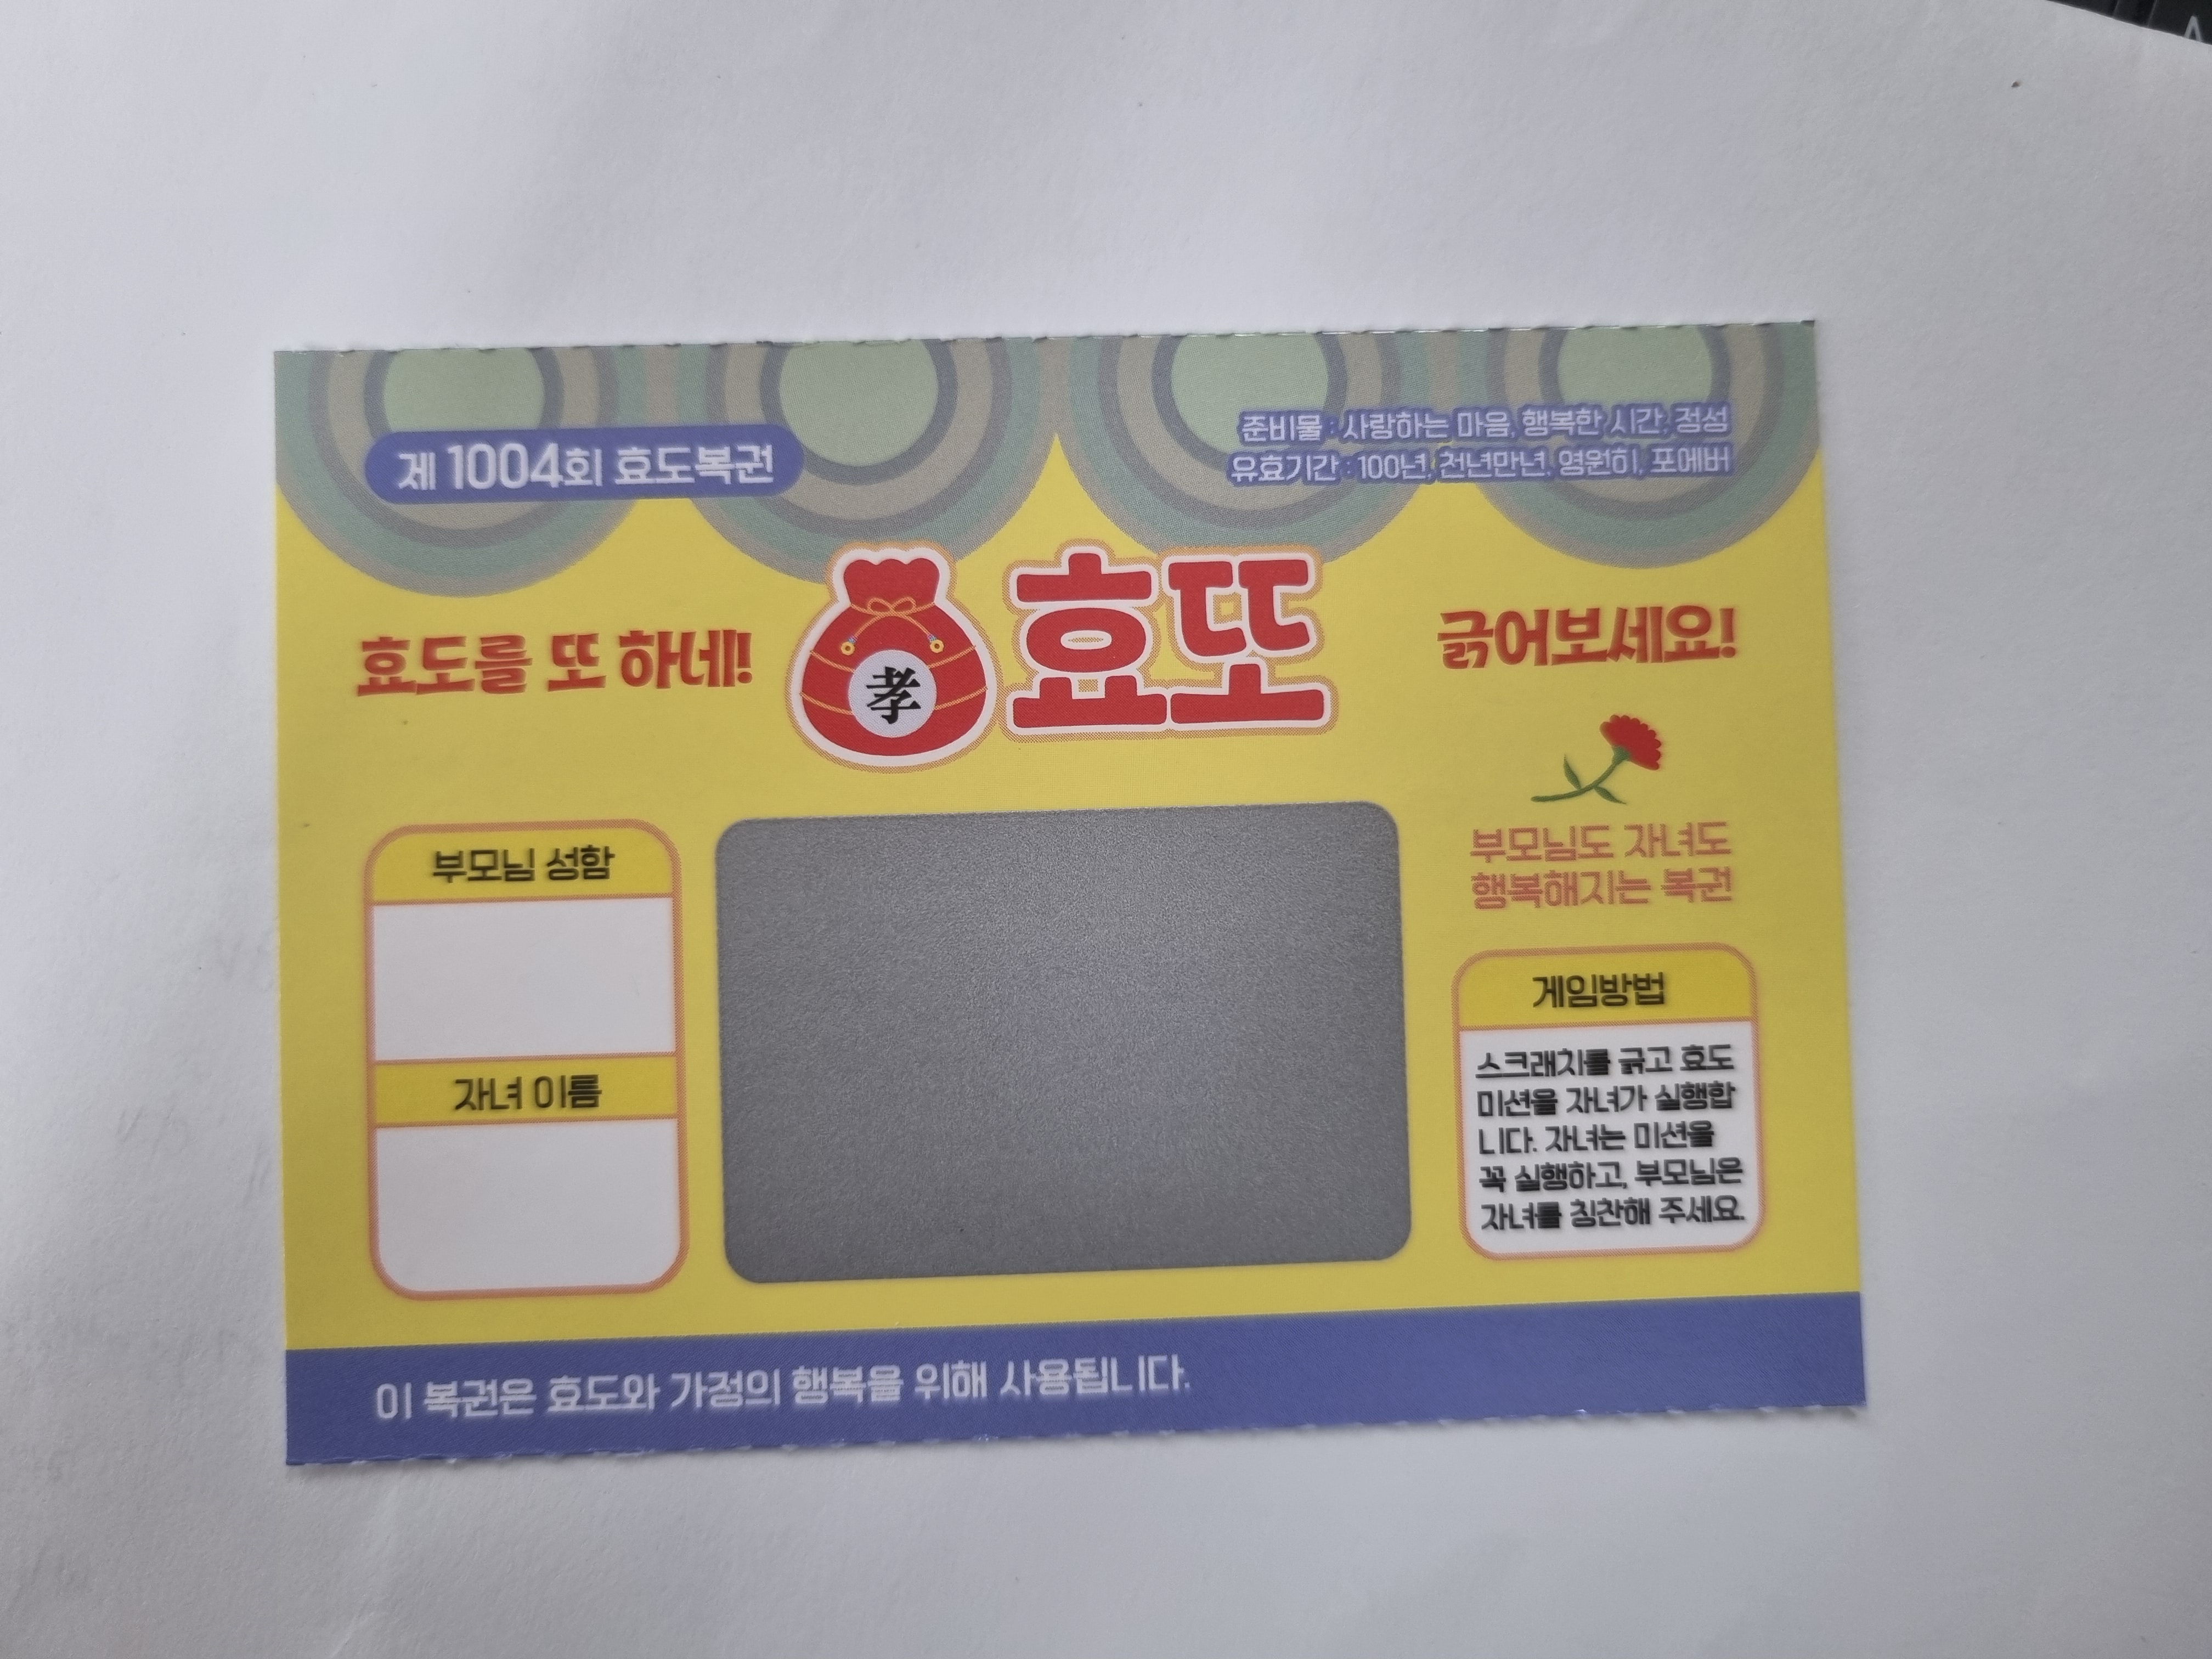 제 1004회 효도복권
준비물 : 사랑하는 마음, 행복한 시간, 정성
유효기간 : 100년, 천년만년, 영원히, 포에버
효도를 또 하네!
孝
효또
긁어보세요!
부모님 성함
자녀 이름
부모님도 자녀도
행복해지는 복권
게임방법
스크래치를 긁고 효도
미션을 자녀가 실행합
니다. 자녀는 미션을
꼭 실행하고, 부모님은
자녀를 칭찬해 주세요
이 복권은 효도와 가정의 행복을 위해 사용됩니다.